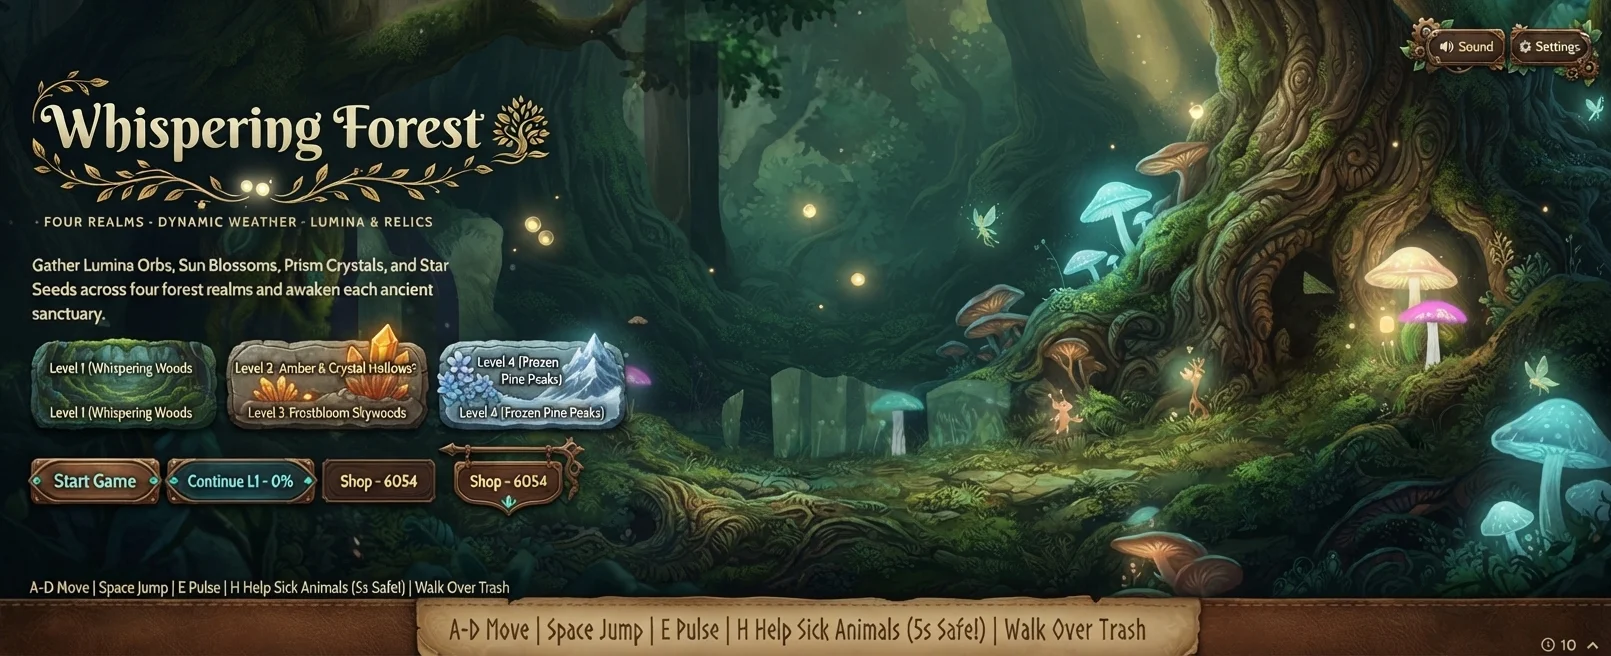 Sound
Settings
Whispering Forest
· FOUR REALMS - DYNAMIC WEATHER - LUMINA & RELICS
Gather Lumina Orbs, Sun Blossoms, Prism Crystals, and Star
Seeds across four forest realms and awaken each ancient
sanctuary.
Level 1 (Whispering Woods
Level 1 (Whispering Woods
Level 2 Amber & Crystal Hallows?
Level 3. Frostbloom Skywoods
Level 4 [Prozen
Pine Peaks)
Level 4 [Frozen Pine Peaks)
Start Game
Continue L1 - 0%
Shop - 6054
Shop - 6054
A-D Move | Space Jump | E Pulse | H Help Sick Animals (5s Safe!) | Walk Over Trash
A-D Move | Space Jump | E Pulse | H Help Sick Animals (5s Safe!) | Walk Over Trash
10